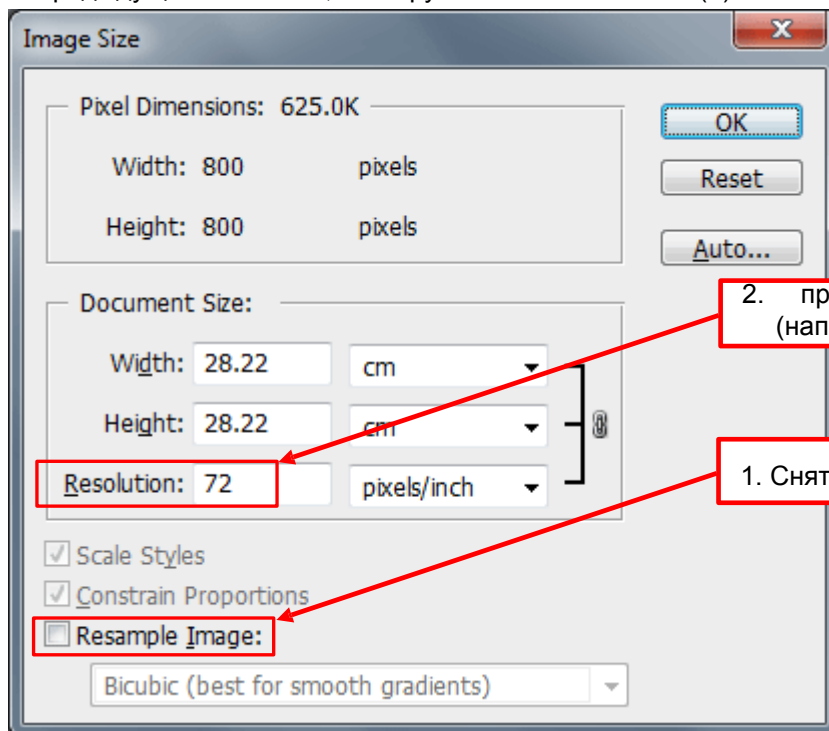 Image Size
Pixel Dimensions: 625.0K
Width: 800 pixels
Height: 800 pixels
OK
Reset
Auto...
Document Size:
Width: 28.22 cm
Height: 28.22 cm
Resolution: 72 pixels/inch
2. пр
(нап
1. Снят
Scale Styles
Constrain Proportions
Resample Image:
Bicubic (best for smooth gradients)